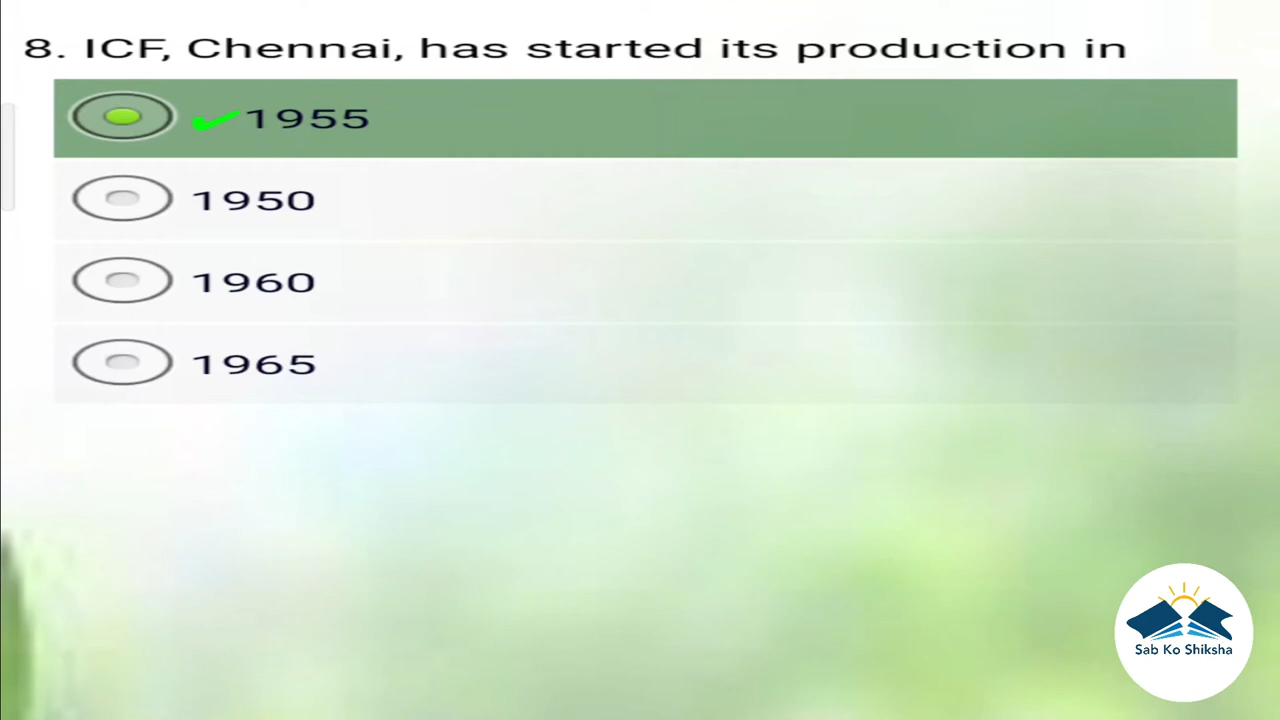 8. ICF, Chennai, has started its production in
✔1955
1950
1960
1965
Sab Ko Shiksha